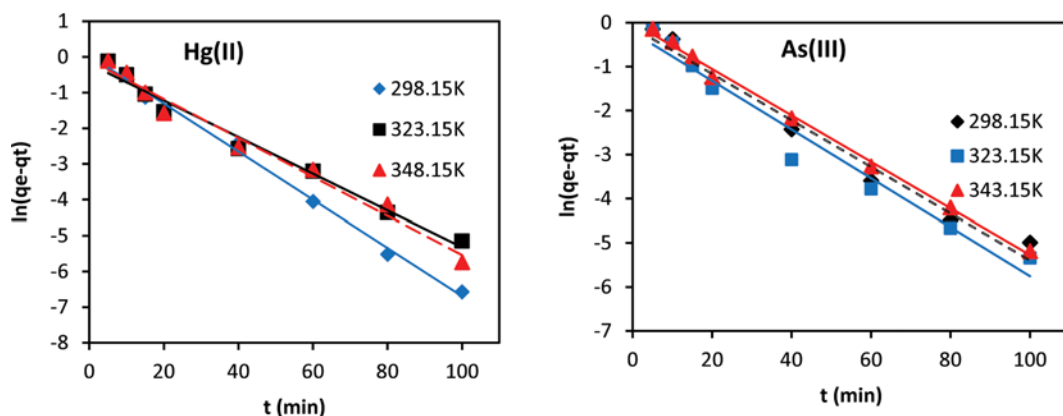 Hg(II)
ln(qe-qt)
1
0
-1
-2
-3
-4
-5
-6
-7
-8
298.15K
323.15K
348.15K
0
20
40
60
80
100
t (min)
As(III)
ln(qe-qt)
0
-1
-2
-3
-4
-5
-6
-7
298.15K
323.15K
343.15K
0
20
40
60
80
100
t (min)